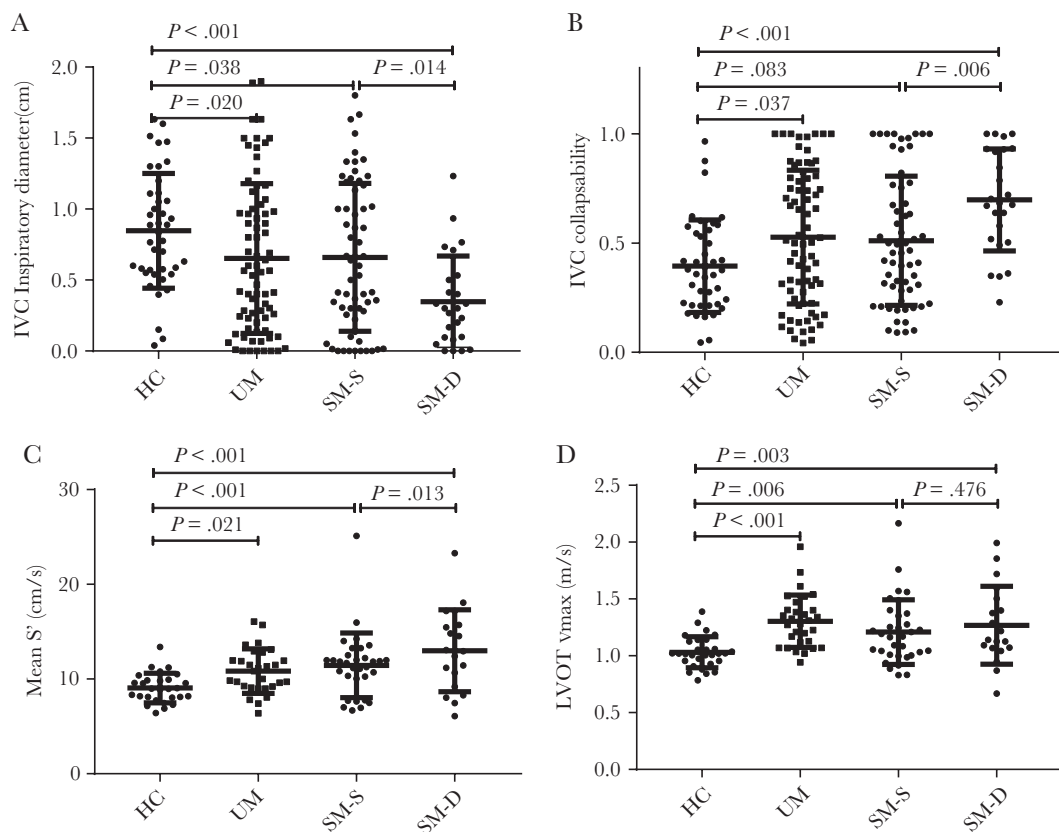 A
P < .001
P = .038
P = .014
P = .020
IVC Inspiratory diameter(cm)
2.0
1.5
1.0
0.5
0.0
HC
UM
SM-S
SM-D
B
P < .001
P = .083
P = .006
P = .037
IVC collapsability
1.0
0.5
0.0
HC
UM
SM-S
SM-D
C
P < .001
P < .001
P = .013
P = .021
Mean S' (cm/s)
30
20
10
0
HC
UM
SM-S
SM-D
D
P = .003
P = .006
P = .476
P < .001
LVOT vmax (m/s)
2.5
2.0
1.5
1.0
0.5
0.0
HC
UM
SM-S
SM-D